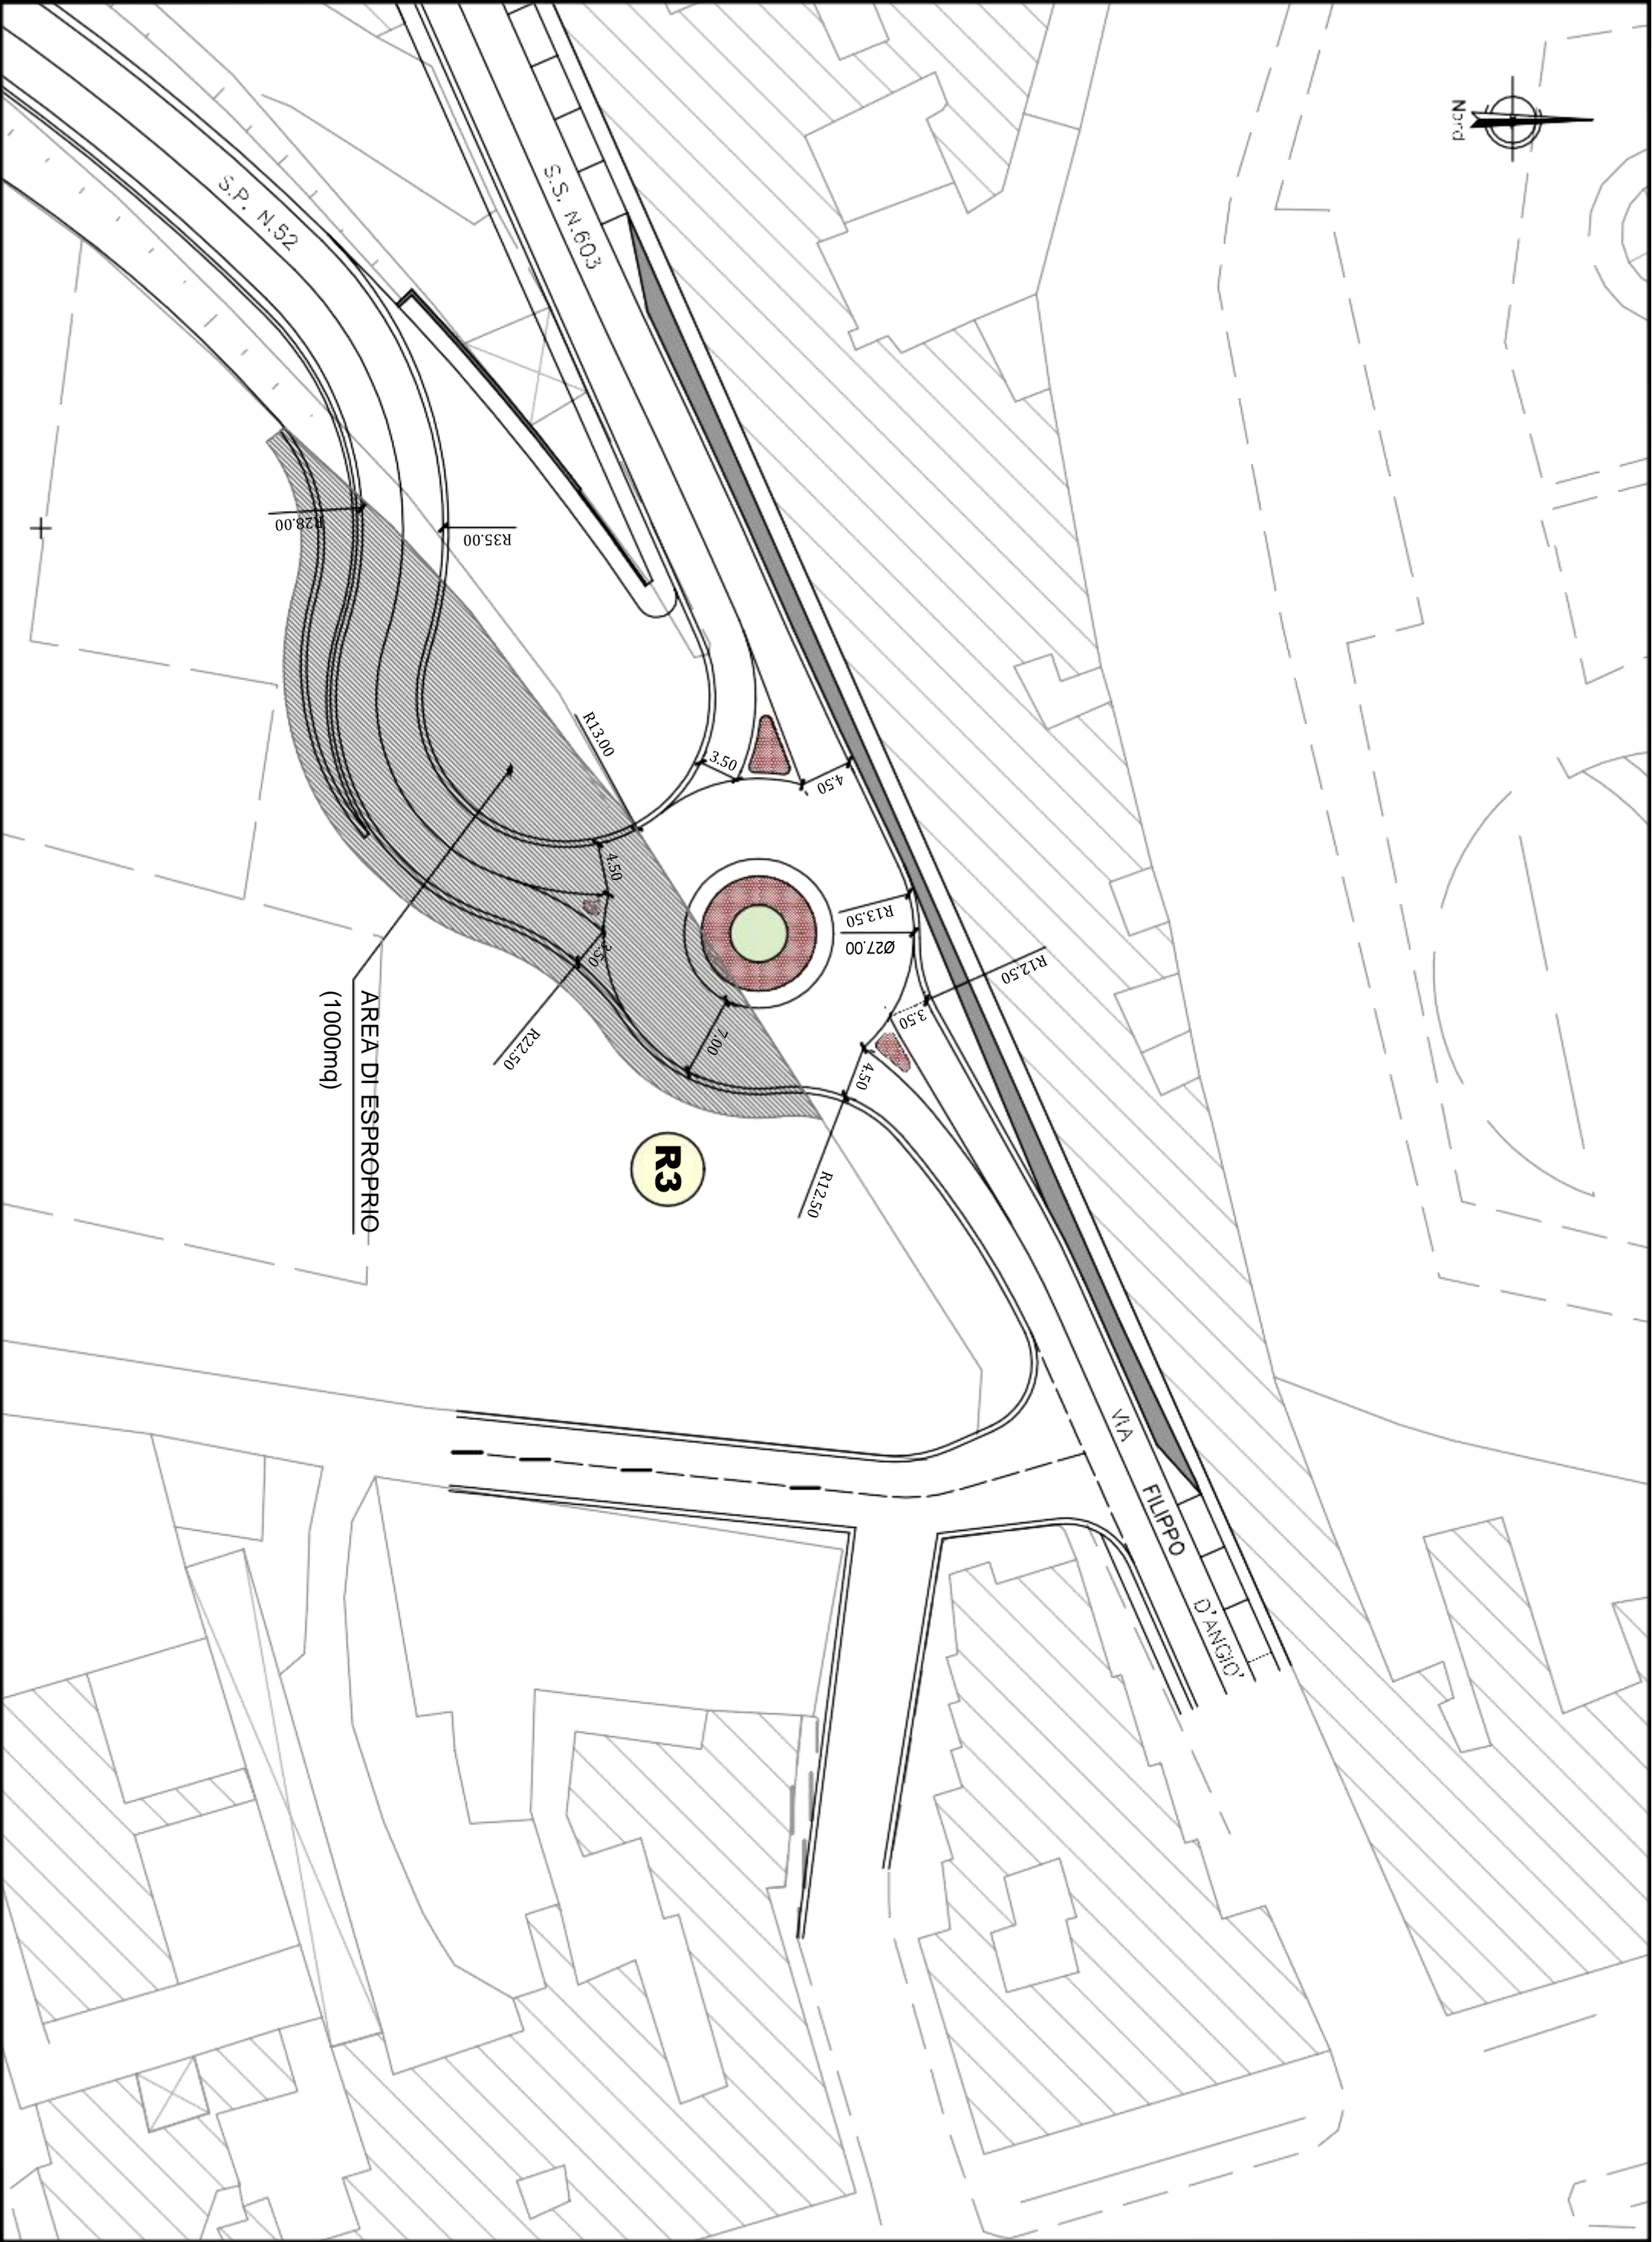 Nord
S.P. N.52
S.S. N.603
R28.00
R35.00
R13.00
3.50
4.50
4.50
3.50
R13.50
Ø27.00
R12.50
3.50
4.50
7.00
R22.50
R12.50
AREA DI ESPROPRIO
(1000mq)
R3
VIA FILIPPO D'ANGIO'